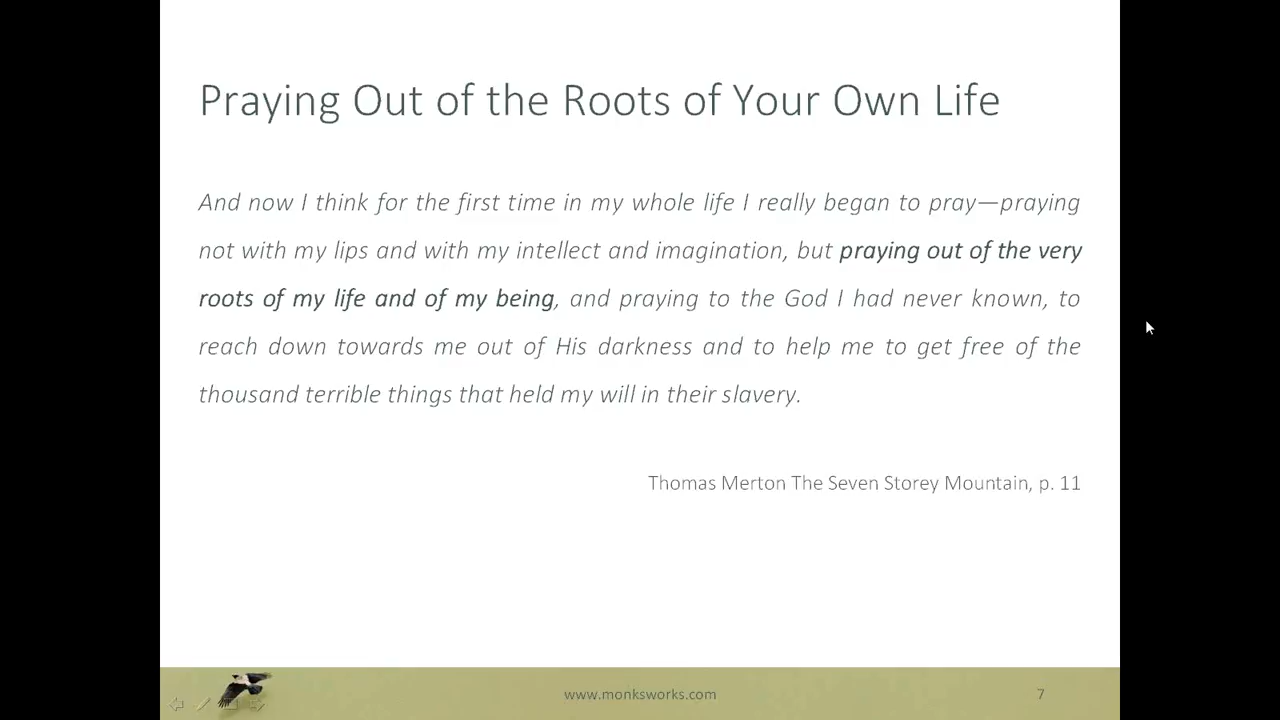 Praying Out of the Roots of Your Own Life
And now I think for the first time in my whole life I really began to pray—praying
not with my lips and with my intellect and imagination, but praying out of the very
roots of my life and of my being, and praying to the God I had never known, to
reach down towards me out of His darkness and to help me to get free of the
thousand terrible things that held my will in their slavery.
Thomas Merton The Seven Storey Mountain, p. 11
www.monksworks.com
7